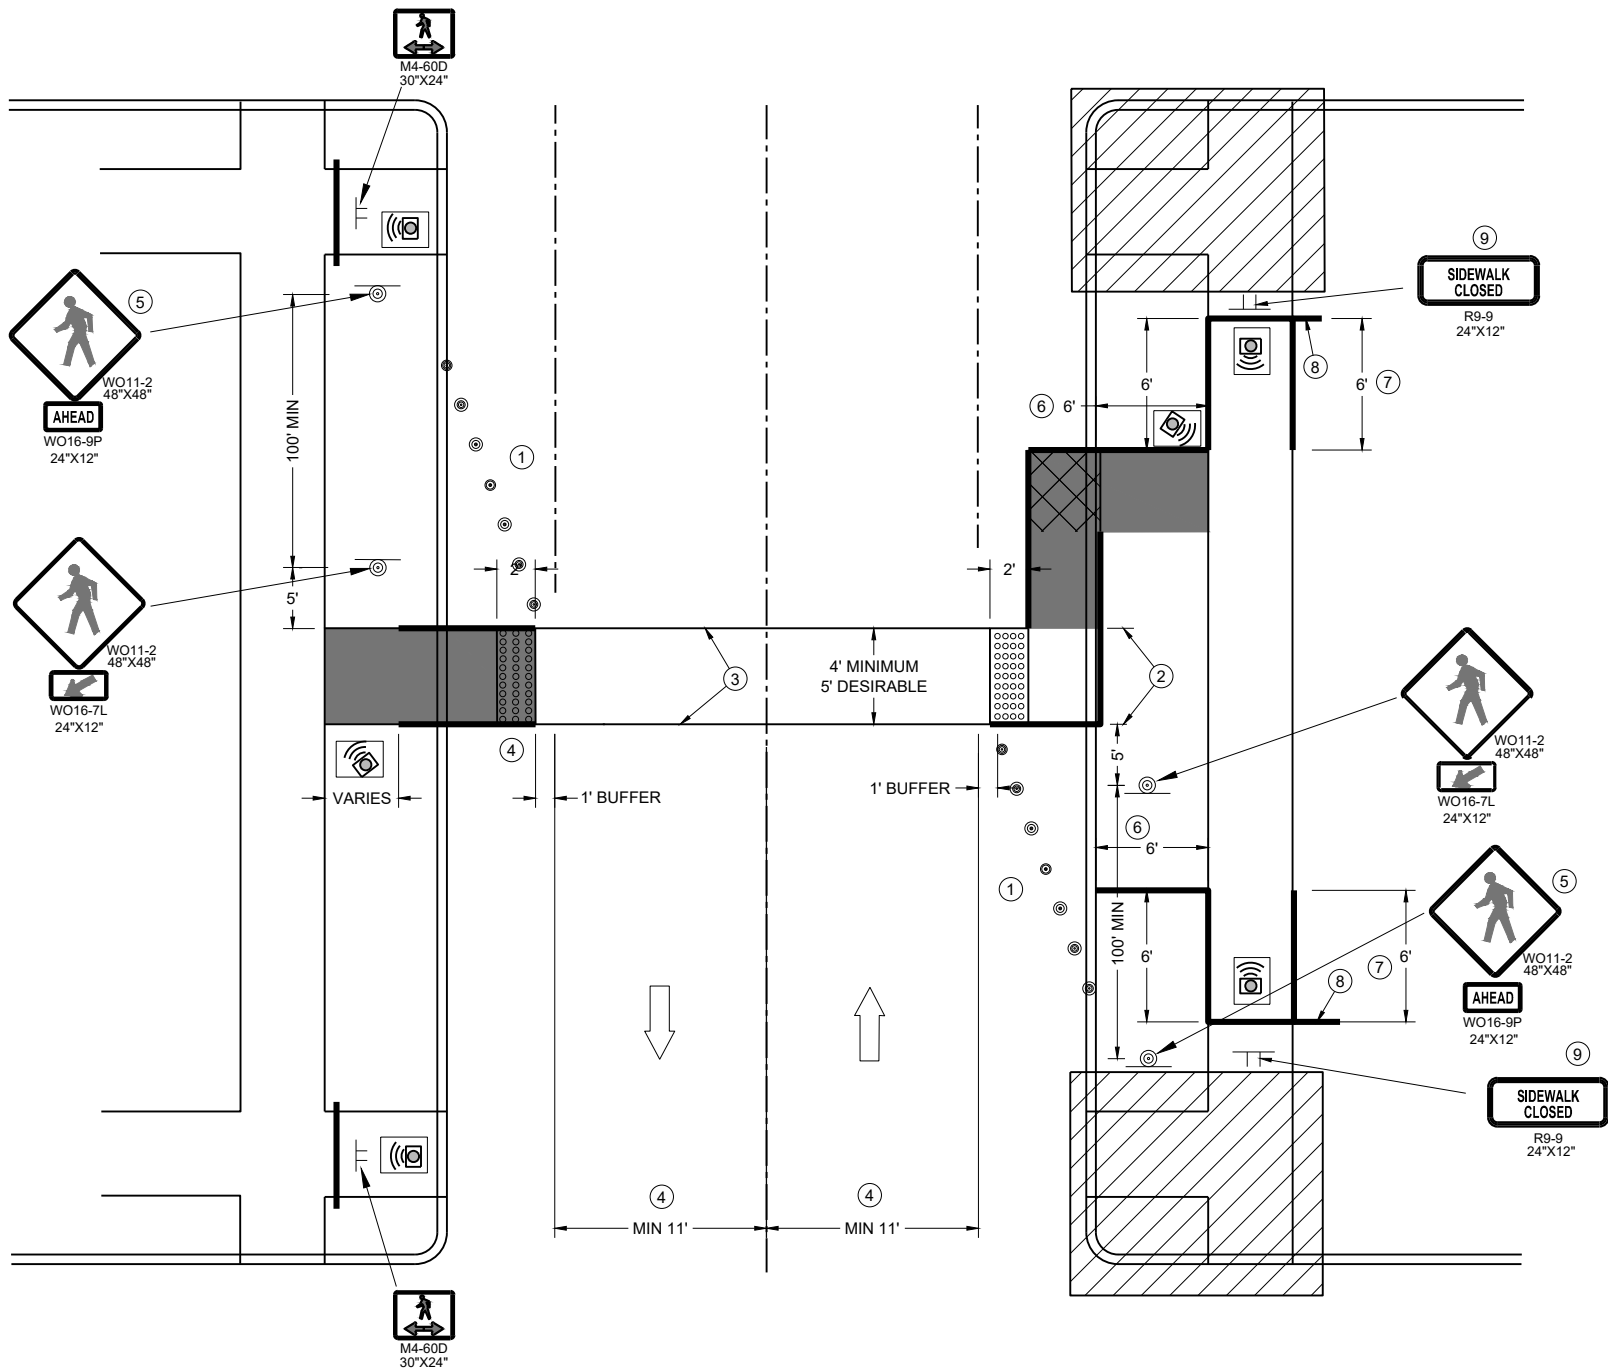 M4-60D
30"X24"
9
SIDEWALK
CLOSED
R9-9
24"X12"
5
WO11-2
48"X48"
AHEAD
WO16-9P
24"X12"
100' MIN
8
6'
6'
7
6
6'
1
5'
2'
2'
WO11-2
48"X48"
WO16-7L
24"X12"
3
4' MINIMUM
5' DESIRABLE
2
4
VARIES
1' BUFFER
1' BUFFER
5'
WO11-2
48"X48"
WO16-7L
24"X12"
6
6'
1
100' MIN
6'
5
WO11-2
48"X48"
7
6'
8
AHEAD
WO16-9P
24"X12"
9
SIDEWALK
CLOSED
R9-9
24"X12"
4
MIN 11'
4
MIN 11'
M4-60D
30"X24"